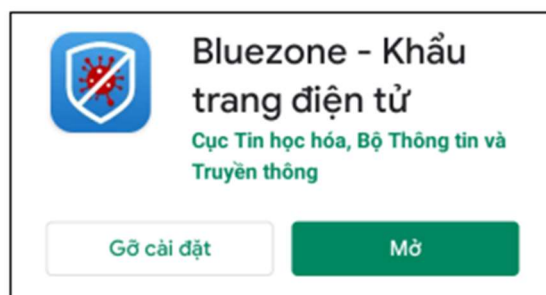 Bluezone - Khẩu
trang điện tử
Cục Tin học hóa, Bộ Thông tin và
Truyền thông
Gỡ cài đặt
Mở